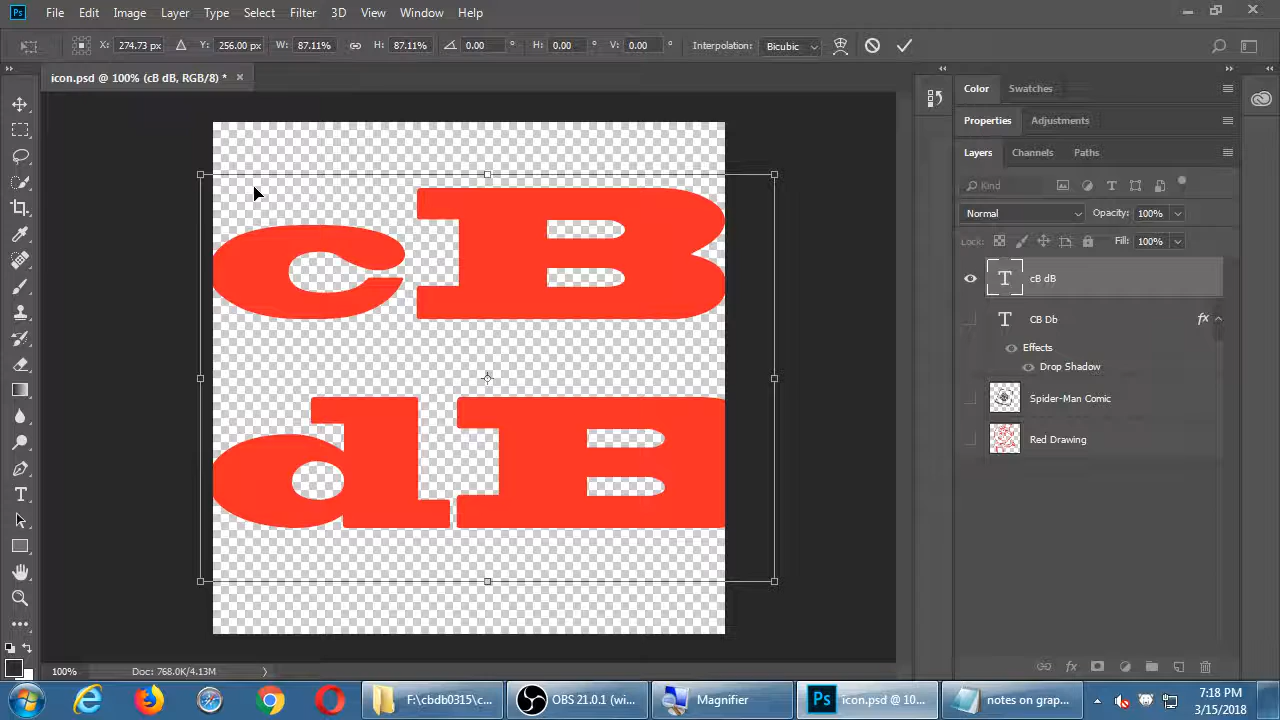 Ps File Edit Image Layer Type Select Filter 3D View Window Help
X: 274.73 px Y: 256.00 px W: 87.11% H: 87.11% 0.00 ° H: 0.00 ° V: 0.00 ° Interpolation: Bicubic
icon.psd @ 100% (cB dB, RGB/8) * ×
Color Swatches
Properties Adjustments
Layers Channels Paths
Kind
Normal Opacity: 100%
Lock: Fill: 100%
T cB dB
T CB Db fx
Effects
Drop Shadow
Spider-Man Comic
Red Drawing
cB
dB
100% Doc: 768.0K/4.13M
F:\cbdb0315\c... OBS 21.0.1 (wi... Magnifier Ps icon.psd @ 10... notes on grap...
7:18 PM
3/15/2018